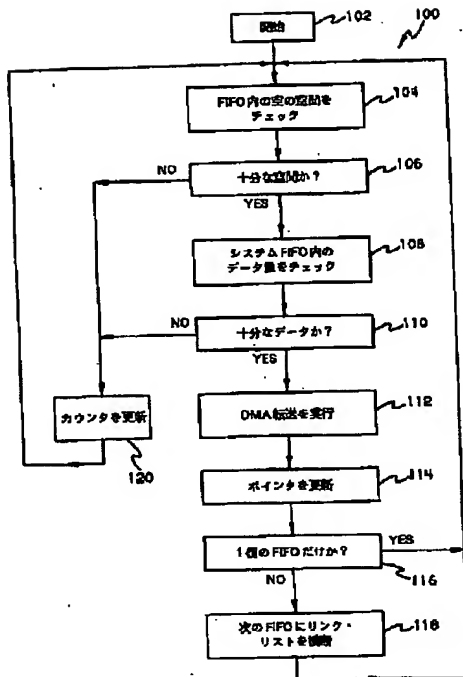 開始
102
100
FIFO内の空の空間を
チェック
104
十分な空間か?
106
NO
YES
システムFIFO内の
データ量をチェック
108
十分なデータか?
110
NO
YES
カウンタを更新
120
DMA転送を実行
112
ポインタを更新
114
1個のFIFOだけか?
YES
116
NO
次のFIFOにリンク・
リストを
118